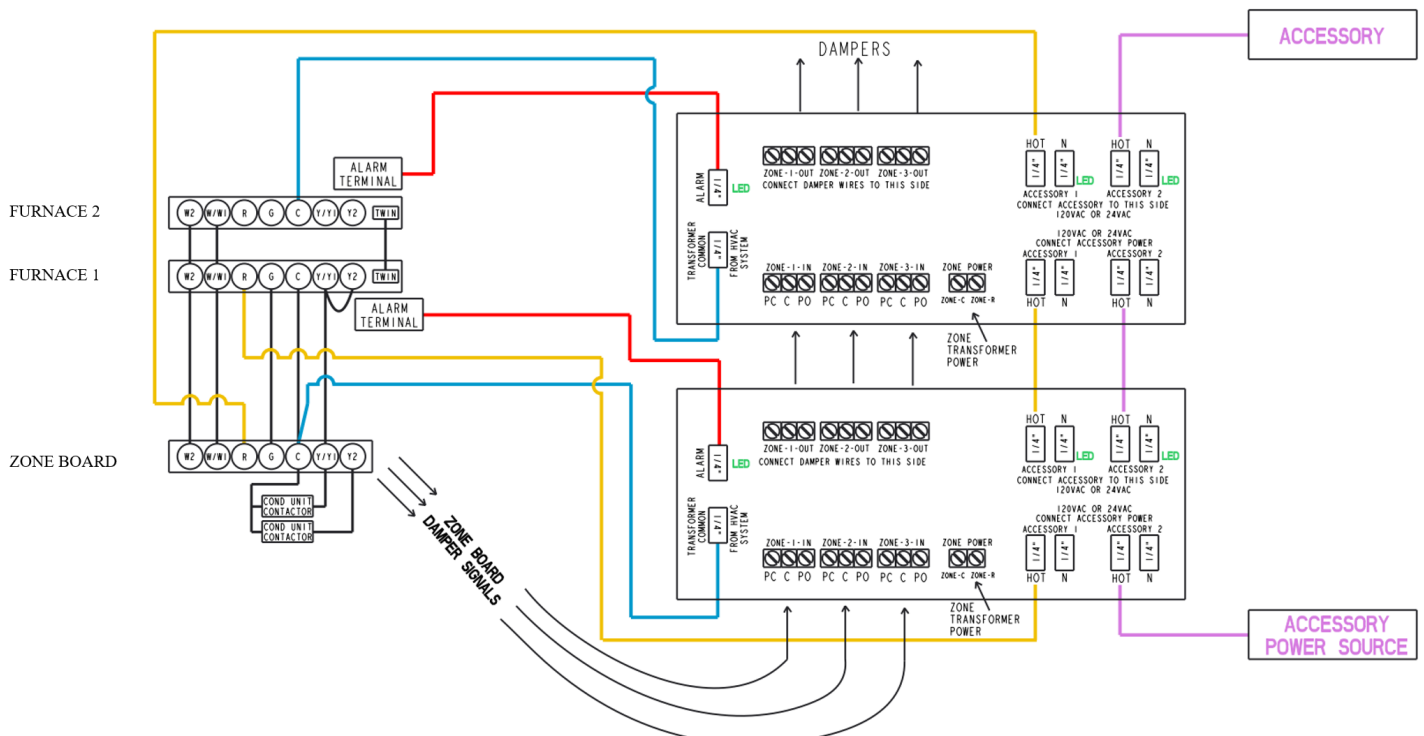 ACCESSORY
DAMPERS
ALARM
TERMINAL
FURNACE 2
W2 W/W1 R G C Y/Y1 Y2 TWIN
FURNACE 1
W2 W/W1 R G C Y/Y1 Y2 TWIN
ALARM
TERMINAL
ZONE BOARD
W2 W/W1 R G C Y/Y1 Y2
COND UNIT
CONTACTOR
COND UNIT
CONTACTOR
ZONE BOARD
DAMPER SIGNALS
ALARM
1/4"
LED
ZONE-1-OUT ZONE-2-OUT ZONE-3-OUT
CONNECT DAMPER WIRES TO THIS SIDE
HOT N HOT N
1/4" 1/4" 1/4" 1/4"
LED LED
ACCESSORY 1 ACCESSORY 2
CONNECT ACCESSORY TO THIS SIDE
120VAC OR 24VAC
TRANSFORMER
COMMON
1/4"
FROM HVAC
SYSTEM
120VAC OR 24VAC
CONNECT ACCESSORY POWER
ACCESSORY 1 ACCESSORY 2
1/4" 1/4" 1/4" 1/4"
HOT N HOT N
ZONE-1-IN ZONE-2-IN ZONE-3-IN ZONE POWER
PC C PO PC C PO PC C PO ZONE-C ZONE-R
ZONE
TRANSFORMER
POWER
ALARM
1/4"
LED
ZONE-1-OUT ZONE-2-OUT ZONE-3-OUT
CONNECT DAMPER WIRES TO THIS SIDE
HOT N HOT N
1/4" 1/4" 1/4" 1/4"
LED LED
ACCESSORY 1 ACCESSORY 2
CONNECT ACCESSORY TO THIS SIDE
120VAC OR 24VAC
TRANSFORMER
COMMON
1/4"
FROM HVAC
SYSTEM
120VAC OR 24VAC
CONNECT ACCESSORY POWER
ACCESSORY 1 ACCESSORY 2
1/4" 1/4" 1/4" 1/4"
HOT N HOT N
ZONE-1-IN ZONE-2-IN ZONE-3-IN ZONE POWER
PC C PO PC C PO PC C PO ZONE-C ZONE-R
ZONE
TRANSFORMER
POWER
ACCESSORY
POWER SOURCE